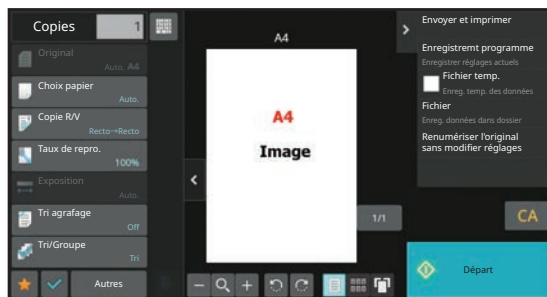 Copies
1
Original
Auto. A4
Choix papier
Auto.
Copie R/V
Recto→Recto
Taux de repro.
100%
Exposition
Auto.
Tri agrafage
Off
Tri/Groupe
Tri
Autres
A4
A4
Image
1/1
Envoyer et imprimer
Enregistremt programme
Enregistrer réglages actuels
Fichier temp.
Enreg. temp. des données
Fichier
Enreg. données dans dossier
Renumériser l'original
sans modifier réglages
CA
Départ